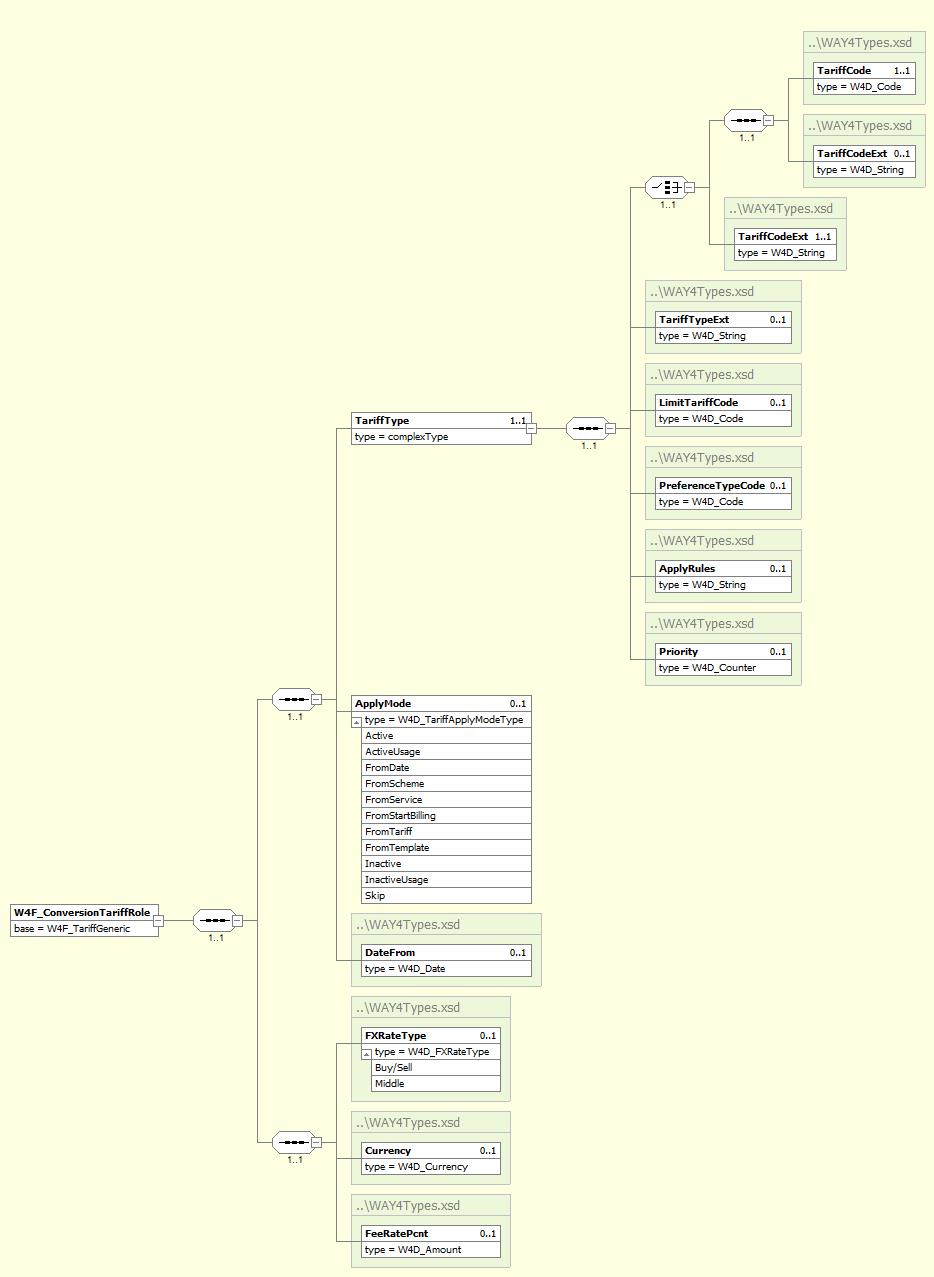 ..\WAY4Types.xsd
TariffCode 1..1
type = W4D_Code
..\WAY4Types.xsd
TariffCodeExt 0..1
type = W4D_String
1..1
1..1
..\WAY4Types.xsd
TariffCodeExt 1..1
type = W4D_String
..\WAY4Types.xsd
TariffTypeExt 0..1
type = W4D_String
..\WAY4Types.xsd
LimitTariffCode 0..1
type = W4D_Code
TariffType 1..1
type = complexType
1..1
..\WAY4Types.xsd
PreferenceTypeCode 0..1
type = W4D_Code
..\WAY4Types.xsd
ApplyRules 0..1
type = W4D_String
..\WAY4Types.xsd
Priority 0..1
type = W4D_Counter
1..1
ApplyMode 0..1
type = W4D_TariffApplyModeType
Active
ActiveUsage
FromDate
FromScheme
FromService
FromStartBilling
FromTariff
FromTemplate
Inactive
InactiveUsage
Skip
W4F_ConversionTariffRole
base = W4F_TariffGeneric
1..1
..\WAY4Types.xsd
DateFrom 0..1
type = W4D_Date
..\WAY4Types.xsd
FXRateType 0..1
type = W4D_FXRateType
Buy/Sell
Middle
1..1
..\WAY4Types.xsd
Currency 0..1
type = W4D_Currency
..\WAY4Types.xsd
FeeRatePcnt 0..1
type = W4D_Amount